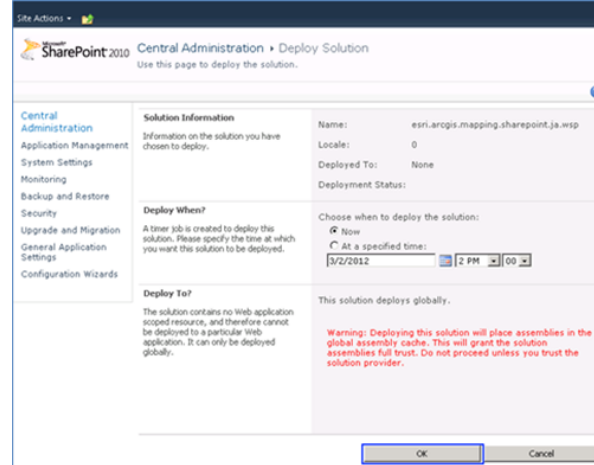 Site Actions
Microsoft
SharePoint 2010
Central Administration ▸ Deploy Solution
Use this page to deploy the solution.
Central
Administration
Application Management
System Settings
Monitoring
Backup and Restore
Security
Upgrade and Migration
General Application
Settings
Configuration Wizards
Solution Information
Information on the solution you have
chosen to deploy.
Name: esri.arcgis.mapping.sharepoint.ja.wsp
Locale: 0
Deployed To: None
Deployment Status:
Deploy When?
A timer job is created to deploy this
solution. Please specify the time at which
you want this solution to be deployed.
Choose when to deploy the solution:
Now
At a specified time:
3/2/2012 2 PM 00
Deploy To?
The solution contains no Web application
scoped resource, and therefore cannot
be deployed to a particular Web
application. It can only be deployed
globally.
This solution deploys globally.
Warning: Deploying this solution will place assemblies in the
global assembly cache. This will grant the solution
assemblies full trust. Do not proceed unless you trust the
solution provider.
OK Cancel